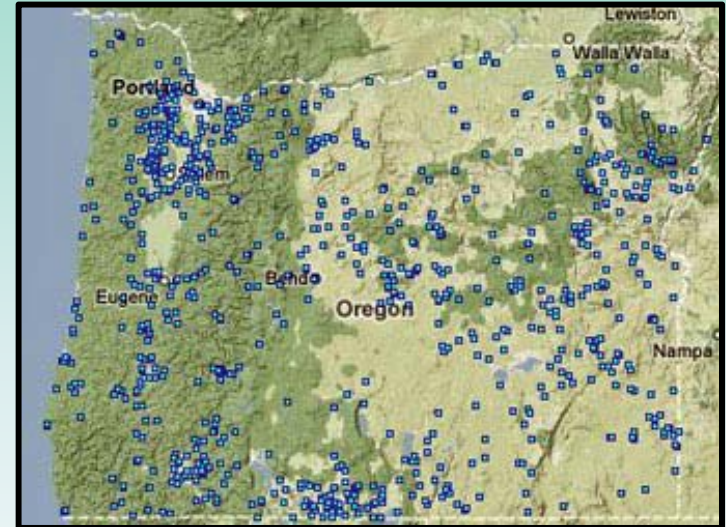 Lewiston
Walla Walla
Portland
Salem
Bend
Eugene
Oregon
Nampa